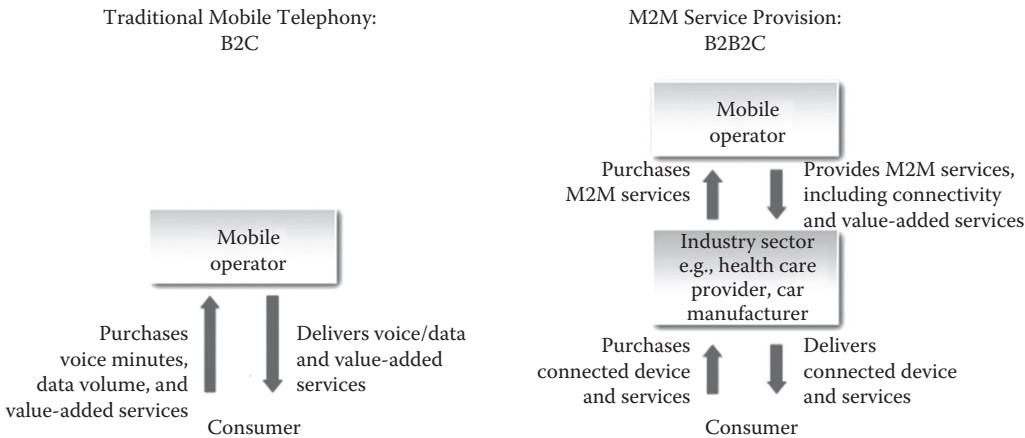 Traditional Mobile Telephony:
B2C
Mobile
operator
Purchases
voice minutes,
data volume, and
value-added services
Delivers voice/data
and value-added
services
Consumer
M2M Service Provision:
B2B2C
Mobile
operator
Purchases
M2M services
Provides M2M services,
including connectivity
and value-added services
Industry sector
e.g., health care
provider, car
manufacturer
Purchases
connected device
and services
Delivers
connected device
and services
Consumer